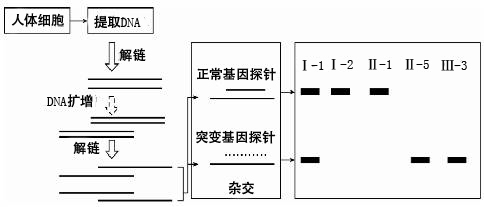 人体细胞
提取DNA
解链
DNA扩增
解链
正常基因探针
突变基因探针
杂交
Ⅰ-1 Ⅰ-2 Ⅱ-1 Ⅱ-5 Ⅲ-3